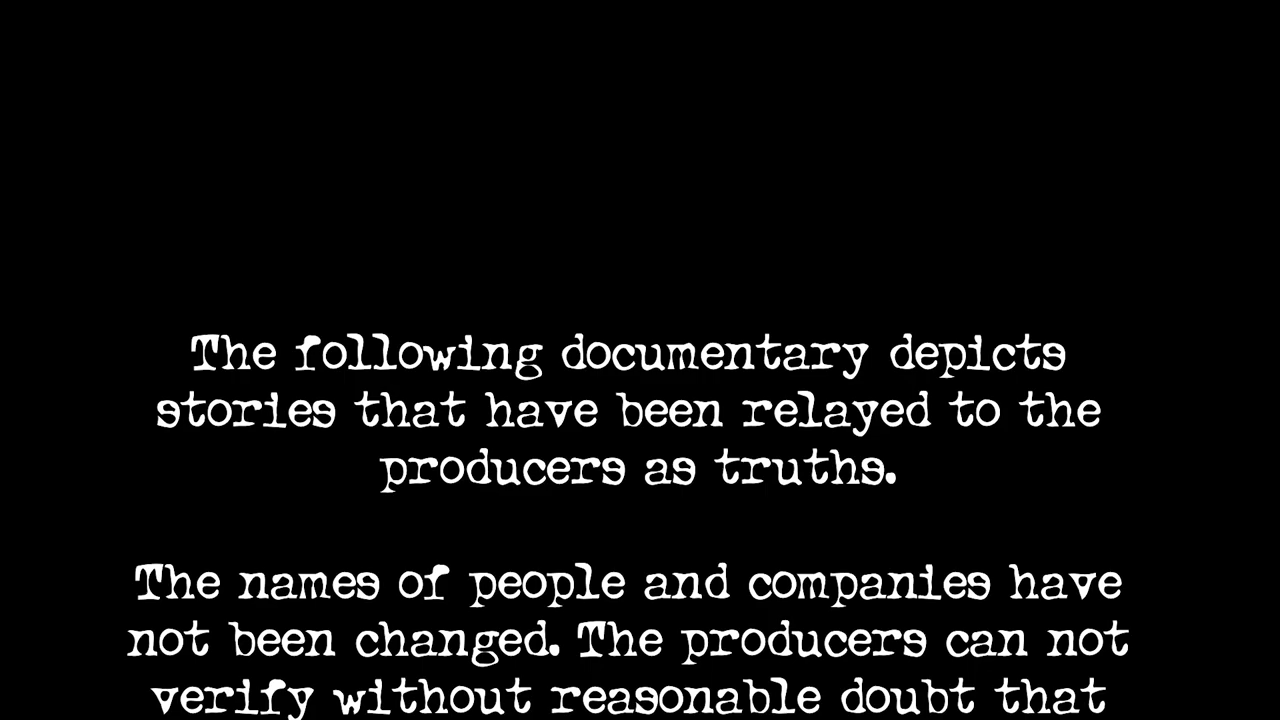 The following documentary depicts
stories that have been relayed to the
producers as truths.
The names of people and companies have
not been changed. The producers can not
verify without reasonable doubt that